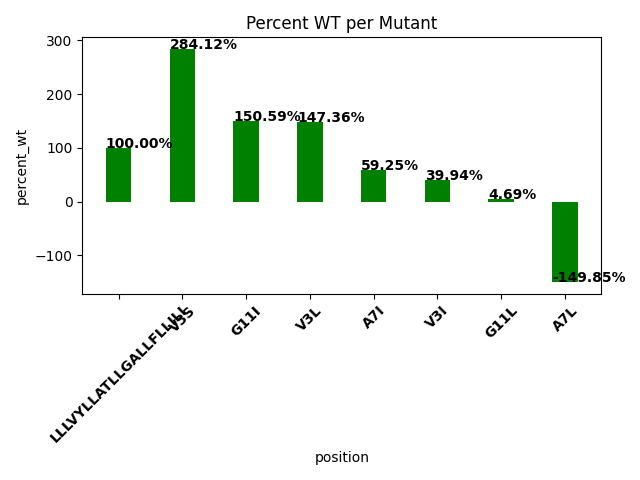 Percent WT per Mutant
percent_wt
300
200
100
0
−100
100.00%
284.12%
150.59%
147.36%
59.25%
39.94%
4.69%
-149.85%
V3S
G11I
V3L
A7I
V3I
G11L
A7L
position